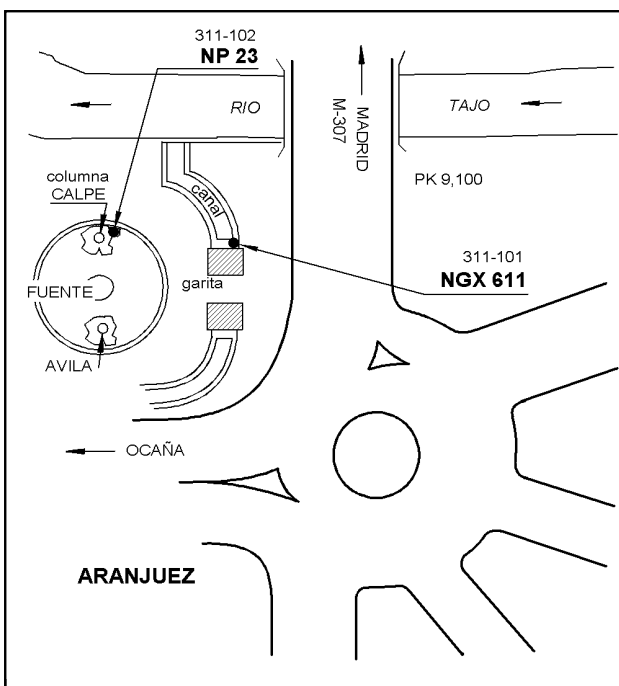 311-102
NP 23
RIO
M-307
MADRID
TAJO
columna
CALPE
canal
PK 9,100
311-101
NGX 611
garita
FUENTE
AVILA
OCAÑA
ARANJUEZ